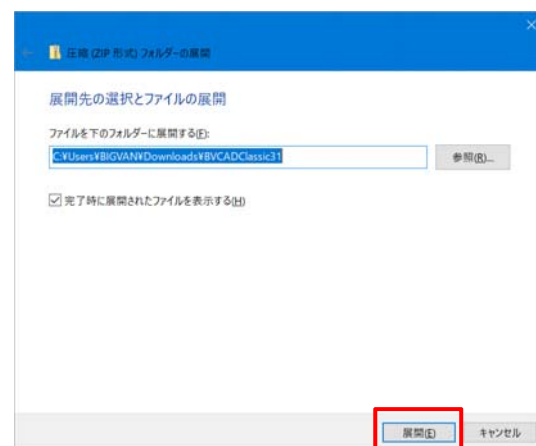 圧縮 (ZIP 形式) フォルダーの展開
展開先の選択とファイルの展開
ファイルを下のフォルダーに展開する(F):
C:¥Users¥BIGVAN¥Downloads¥BVCADClassic31
参照(R)...
完了時に展開されたファイルを表示する(H)
展開(E)
キャンセル